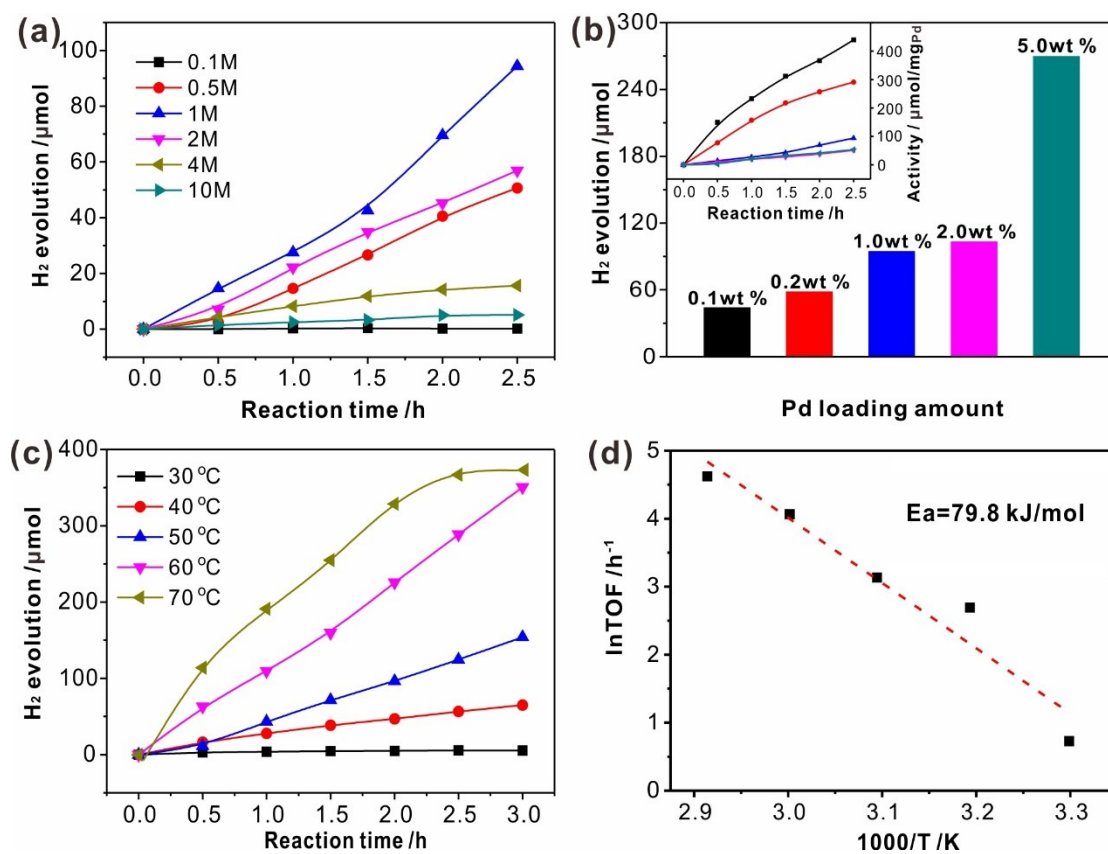 (a)
0.1M
0.5M
1M
2M
4M
10M
100
80
60
40
20
0
H₂ evolution /μmol
0.0 0.5 1.0 1.5 2.0 2.5
Reaction time /h
(b)
300
240
180
120
60
0
H₂ evolution /μmol
400
300
200
100
0
Activity / μmol/mgPd
0.0 0.5 1.0 1.5 2.0 2.5
Reaction time /h
0.1wt %
0.2wt %
1.0wt %
2.0wt %
5.0wt %
Pd loading amount
(c)
30 °C
40 °C
50 °C
60 °C
70 °C
400
300
200
100
0
H₂ evolution /μmol
0.0 0.5 1.0 1.5 2.0 2.5 3.0
Reaction time /h
(d)
Ea=79.8 kJ/mol
5
4
3
2
1
0
lnTOF /h⁻¹
2.9 3.0 3.1 3.2 3.3
1000/T /K